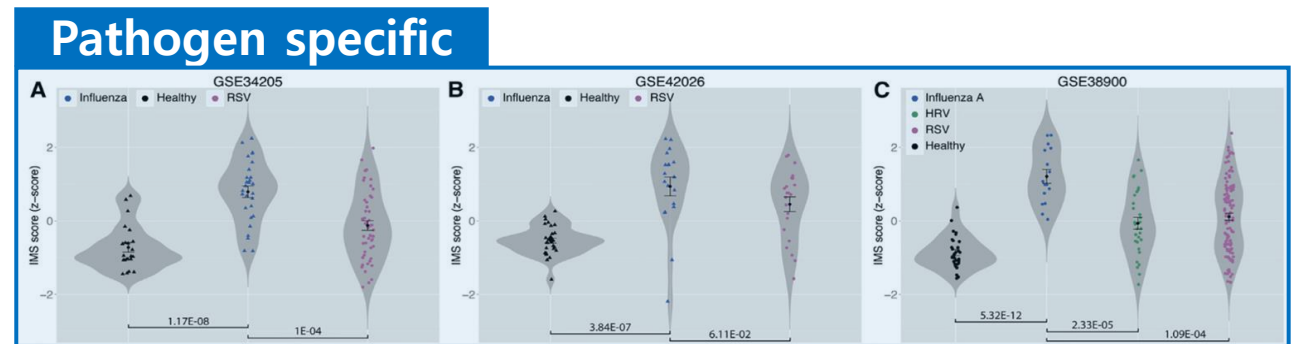 Pathogen specific
A
GSE34205
Influenza Healthy RSV
IMS score (z-score)
2
0
−2
1.17E-08
1E-04
B
GSE42026
Influenza Healthy RSV
IMS score (z-score)
2
0
−2
3.84E-07
6.11E-02
C
GSE38900
Influenza A
HRV
RSV
Healthy
IMS score (z-score)
2
0
−2
5.32E-12
2.33E-05
1.09E-04